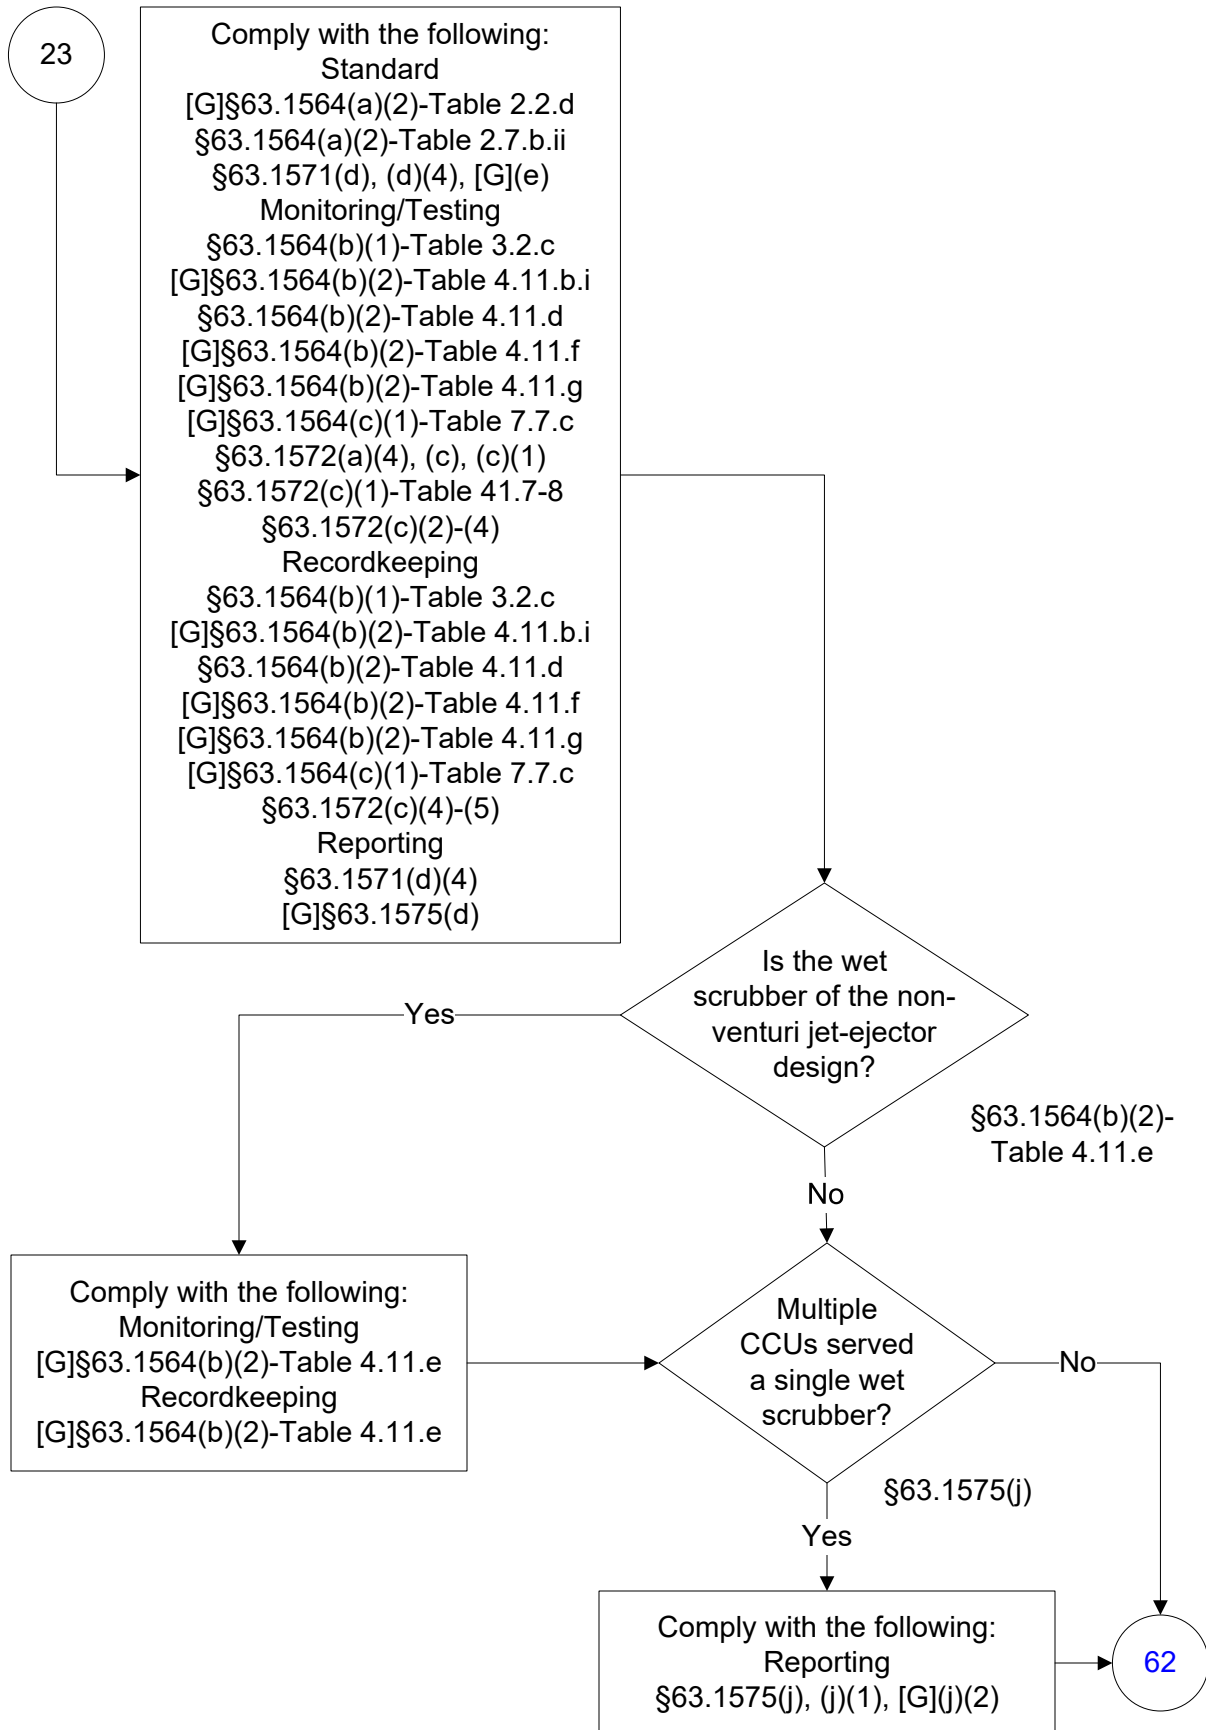 23
Comply with the following:
Standard
[G]§63.1564(a)(2)-Table 2.2.d
§63.1564(a)(2)-Table 2.7.b.ii
§63.1571(d), (d)(4), [G](e)
Monitoring/Testing
§63.1564(b)(1)-Table 3.2.c
[G]§63.1564(b)(2)-Table 4.11.b.i
§63.1564(b)(2)-Table 4.11.d
[G]§63.1564(b)(2)-Table 4.11.f
[G]§63.1564(b)(2)-Table 4.11.g
[G]§63.1564(c)(1)-Table 7.7.c
§63.1572(a)(4), (c), (c)(1)
§63.1572(c)(1)-Table 41.7-8
§63.1572(c)(2)-(4)
Recordkeeping
§63.1564(b)(1)-Table 3.2.c
[G]§63.1564(b)(2)-Table 4.11.b.i
§63.1564(b)(2)-Table 4.11.d
[G]§63.1564(b)(2)-Table 4.11.f
[G]§63.1564(b)(2)-Table 4.11.g
[G]§63.1564(c)(1)-Table 7.7.c
§63.1572(c)(4)-(5)
Reporting
§63.1571(d)(4)
[G]§63.1575(d)
Is the wet
scrubber of the non-
venturi jet-ejector
design?
§63.1564(b)(2)-
Table 4.11.e
Yes
No
Comply with the following:
Monitoring/Testing
[G]§63.1564(b)(2)-Table 4.11.e
Recordkeeping
[G]§63.1564(b)(2)-Table 4.11.e
Multiple
CCUs served
a single wet
scrubber?
§63.1575(j)
No
Yes
Comply with the following:
Reporting
§63.1575(j), (j)(1), [G](j)(2)
62